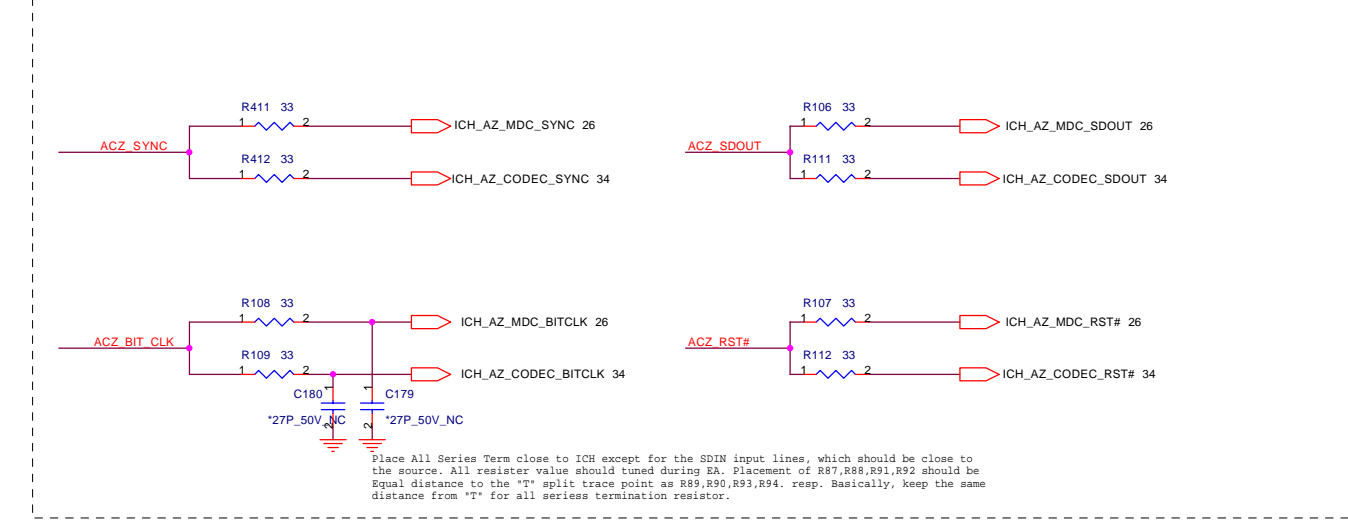 R411 33
1 2
ICH_AZ_MDC_SYNC 26
ACZ_SYNC
R412 33
1 2
ICH_AZ_CODEC_SYNC 34
R106 33
1 2
ICH_AZ_MDC_SDOUT 26
ACZ_SDOUT
R111 33
1 2
ICH_AZ_CODEC_SDOUT 34
R108 33
1 2
ICH_AZ_MDC_BITCLK 26
ACZ_BIT_CLK
R109 33
1 2
ICH_AZ_CODEC_BITCLK 34
C180
1
2
*27P_50V_NC
C179
1
2
*27P_50V_NC
R107 33
1 2
ICH_AZ_MDC_RST# 26
ACZ_RST#
R112 33
1 2
ICH_AZ_CODEC_RST# 34
Place All Series Term close to ICH except for the SDIN input lines, which should be close to
the source. All resister value should tuned during EA. Placement of R87,R88,R91,R92 should be
Equal distance to the "T" split trace point as R89,R90,R93,R94. resp. Basically, keep the same
distance from "T" for all seriess termination resistor.